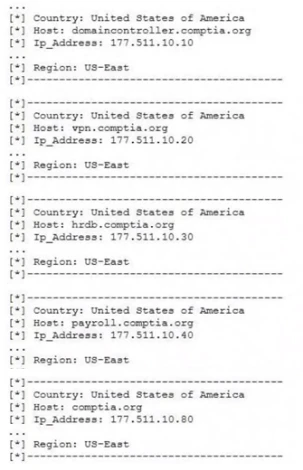 ...
[*] Country: United States of America
[*] Host: domaincontroller.comptia.org
[*] Ip_Address: 177.511.10.10
...
[*] Region: US-East
[*]----------------------------------------
[*]----------------------------------------
[*] Country: United States of America
[*] Host: vpn.comptia.org
[*] Ip_Address: 177.511.10.20
...
[*] Region: US-East
[*]----------------------------------------
[*]----------------------------------------
[*] Country: United States of America
[*] Host: hrdb.comptia.org
[*] Ip_Address: 177.511.10.30
...
[*] Region: US-East
[*]----------------------------------------
[*]----------------------------------------
[*] Country: United States of America
[*] Host: payroll.comptia.org
[*] Ip_Address: 177.511.10.40
...
[*] Region: US-East
[*]----------------------------------------
[*] Country: United States of America
[*] Host: comptia.org
[*] Ip_Address: 177.511.10.80
...
[*] Region: US-East
[*]----------------------------------------